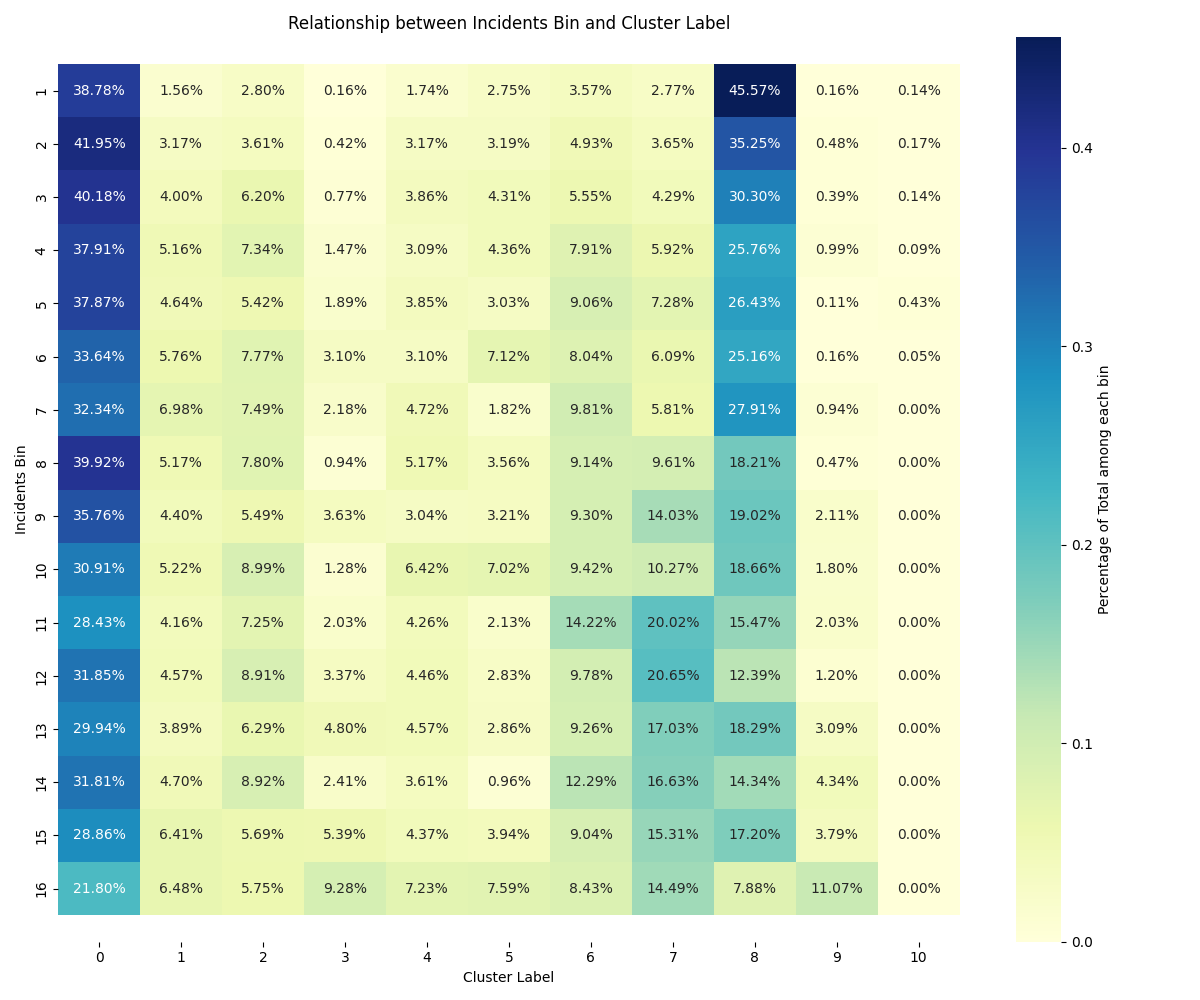 Relationship between Incidents Bin and Cluster Label
1 38.78% 1.56% 2.80% 0.16% 1.74% 2.75% 3.57% 2.77% 45.57% 0.16% 0.14%
2 41.95% 3.17% 3.61% 0.42% 3.17% 3.19% 4.93% 3.65% 35.25% 0.48% 0.17%
3 40.18% 4.00% 6.20% 0.77% 3.86% 4.31% 5.55% 4.29% 30.30% 0.39% 0.14%
4 37.91% 5.16% 7.34% 1.47% 3.09% 4.36% 7.91% 5.92% 25.76% 0.99% 0.09%
5 37.87% 4.64% 5.42% 1.89% 3.85% 3.03% 9.06% 7.28% 26.43% 0.11% 0.43%
6 33.64% 5.76% 7.77% 3.10% 3.10% 7.12% 8.04% 6.09% 25.16% 0.16% 0.05%
7 32.34% 6.98% 7.49% 2.18% 4.72% 1.82% 9.81% 5.81% 27.91% 0.94% 0.00%
8 39.92% 5.17% 7.80% 0.94% 5.17% 3.56% 9.14% 9.61% 18.21% 0.47% 0.00%
9 35.76% 4.40% 5.49% 3.63% 3.04% 3.21% 9.30% 14.03% 19.02% 2.11% 0.00%
10 30.91% 5.22% 8.99% 1.28% 6.42% 7.02% 9.42% 10.27% 18.66% 1.80% 0.00%
11 28.43% 4.16% 7.25% 2.03% 4.26% 2.13% 14.22% 20.02% 15.47% 2.03% 0.00%
12 31.85% 4.57% 8.91% 3.37% 4.46% 2.83% 9.78% 20.65% 12.39% 1.20% 0.00%
13 29.94% 3.89% 6.29% 4.80% 4.57% 2.86% 9.26% 17.03% 18.29% 3.09% 0.00%
14 31.81% 4.70% 8.92% 2.41% 3.61% 0.96% 12.29% 16.63% 14.34% 4.34% 0.00%
15 28.86% 6.41% 5.69% 5.39% 4.37% 3.94% 9.04% 15.31% 17.20% 3.79% 0.00%
16 21.80% 6.48% 5.75% 9.28% 7.23% 7.59% 8.43% 14.49% 7.88% 11.07% 0.00%
0 1 2 3 4 5 6 7 8 9 10
Cluster Label
Incidents Bin
0.4
0.3
0.2
0.1
0.0
Percentage of Total among each bin